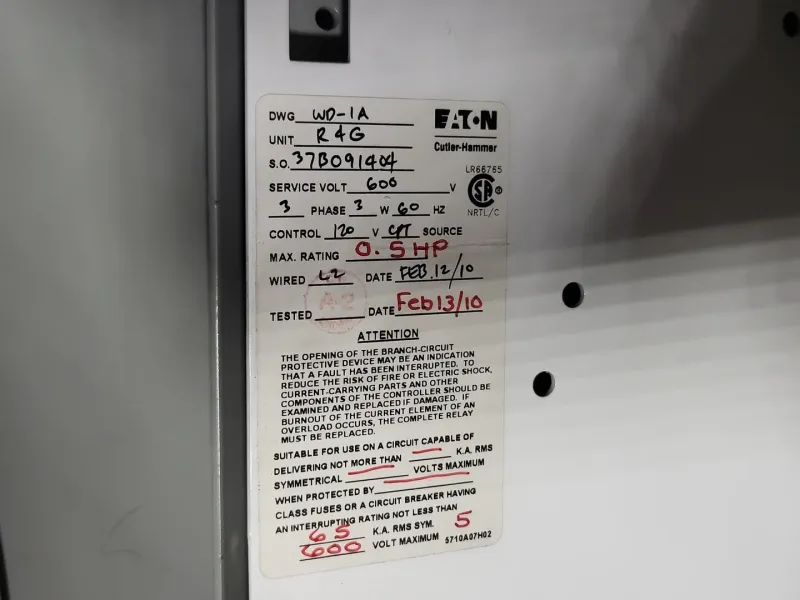 DWG WD-1A
EATON
UNIT R4G
Cutler-Hammer
S.O. 37B091404
LR66765
SERVICE VOLT 600 V
SA ®
NRTL/C
3 PHASE 3 W 60 HZ
CONTROL 120 V CPT SOURCE
MAX. RATING 0.5HP
WIRED LZ DATE FEB.12/10
A-2
TESTED DATE Feb13/10
ATTENTION
THE OPENING OF THE BRANCH-CIRCUIT
PROTECTIVE DEVICE MAY BE AN INDICATION
THAT A FAULT HAS BEEN INTERRUPTED. TO
REDUCE THE RISK OF FIRE OR ELECTRIC SHOCK,
CURRENT-CARRYING PARTS AND OTHER
COMPONENTS OF THE CONTROLLER SHOULD BE
EXAMINED AND REPLACED IF DAMAGED. IF
BURNOUT OF THE CURRENT ELEMENT OF AN
OVERLOAD OCCURS, THE COMPLETE RELAY
MUST BE REPLACED.
SUITABLE FOR USE ON A CIRCUIT CAPABLE OF
DELIVERING NOT MORE THAN K.A. RMS
SYMMETRICAL VOLTS MAXIMUM
WHEN PROTECTED BY
CLASS FUSES OR A CIRCUIT BREAKER HAVING
AN INTERRUPTING RATING NOT LESS THAN
65 K.A. RMS SYM. 5
600 VOLT MAXIMUM 5710A07H02